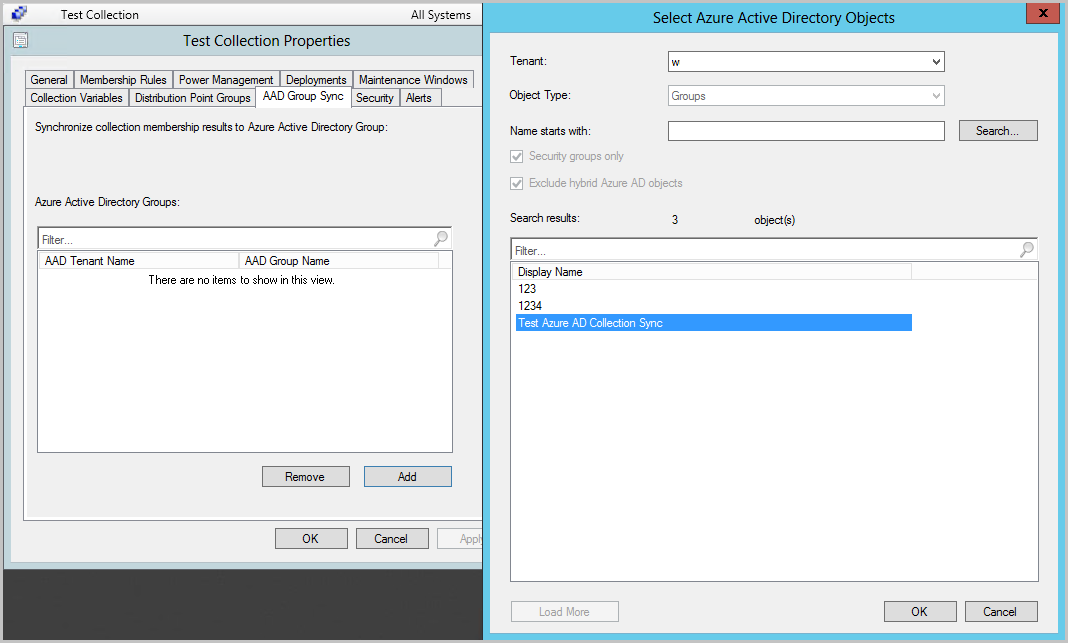 Test Collection All Systems
Test Collection Properties
General Membership Rules Power Management Deployments Maintenance Windows
Collection Variables Distribution Point Groups AAD Group Sync Security Alerts
Synchronize collection membership results to Azure Active Directory Group:
Azure Active Directory Groups:
Filter...
AAD Tenant Name AAD Group Name
There are no items to show in this view.
Remove Add
OK Cancel Apply
Select Azure Active Directory Objects
X
Tenant: w
Object Type: Groups
Name starts with: Search...
Security groups only
Exclude hybrid Azure AD objects
Search results: 3 object(s)
Filter...
Display Name
123
1234
Test Azure AD Collection Sync
Load More OK Cancel